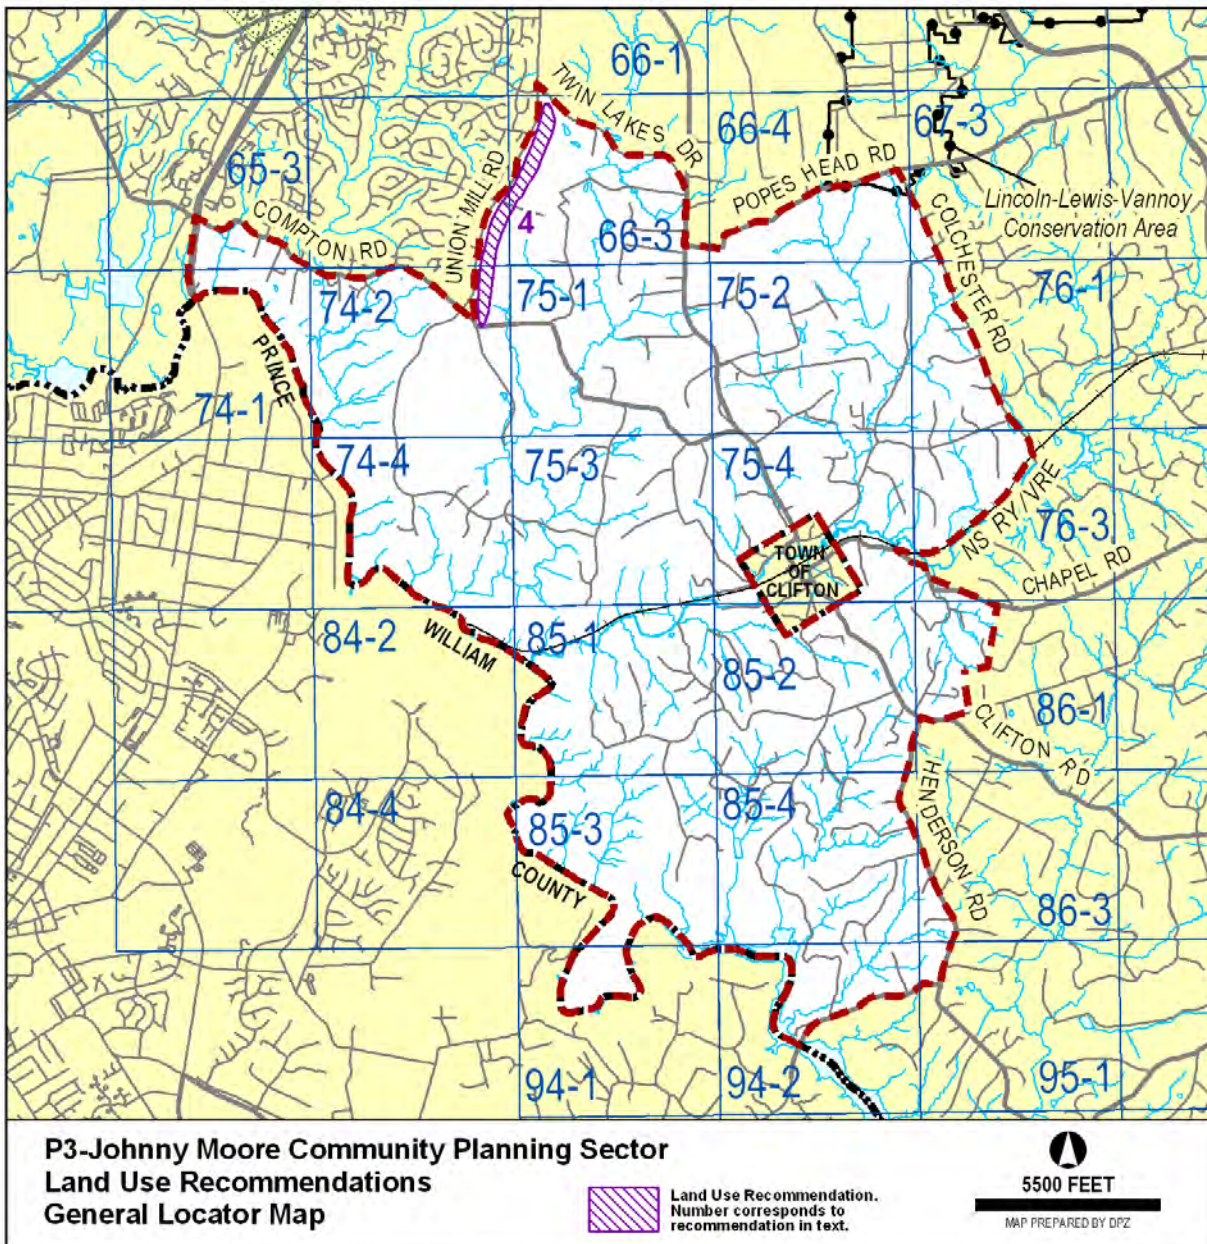 66-1
TWIN LAKES DR
66-4
67-3
65-3
UNION MILL RD
POPES HEAD RD
Lincoln-Lewis-Vannoy
Conservation Area
COMPTON RD
4
66-3
COLCHESTER RD
74-2
75-1
75-2
76-1
PRINCE
74-1
74-4
75-3
75-4
NS RY/VRE
76-3
TOWN
OF
CLIFTON
CHAPEL RD
84-2
WILLIAM
85-1
85-2
86-1
CLIFTON RD
84-4
85-3
85-4
HENDERSON RD
COUNTY
86-3
94-1
94-2
95-1
P3-Johnny Moore Community Planning Sector
Land Use Recommendations
General Locator Map
Land Use Recommendation.
Number corresponds to
recommendation in text.
5500 FEET
MAP PREPARED BY DPZ